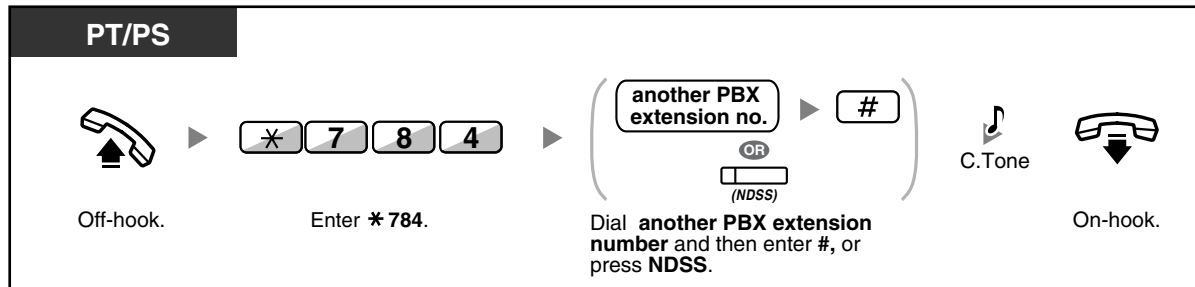 PT/PS
another PBX
extension no.
#
OR
(NDSS)
* 7 8 4
C.Tone
Off-hook.
Enter * 784.
Dial another PBX extension
number and then enter #, or
press NDSS.
On-hook.